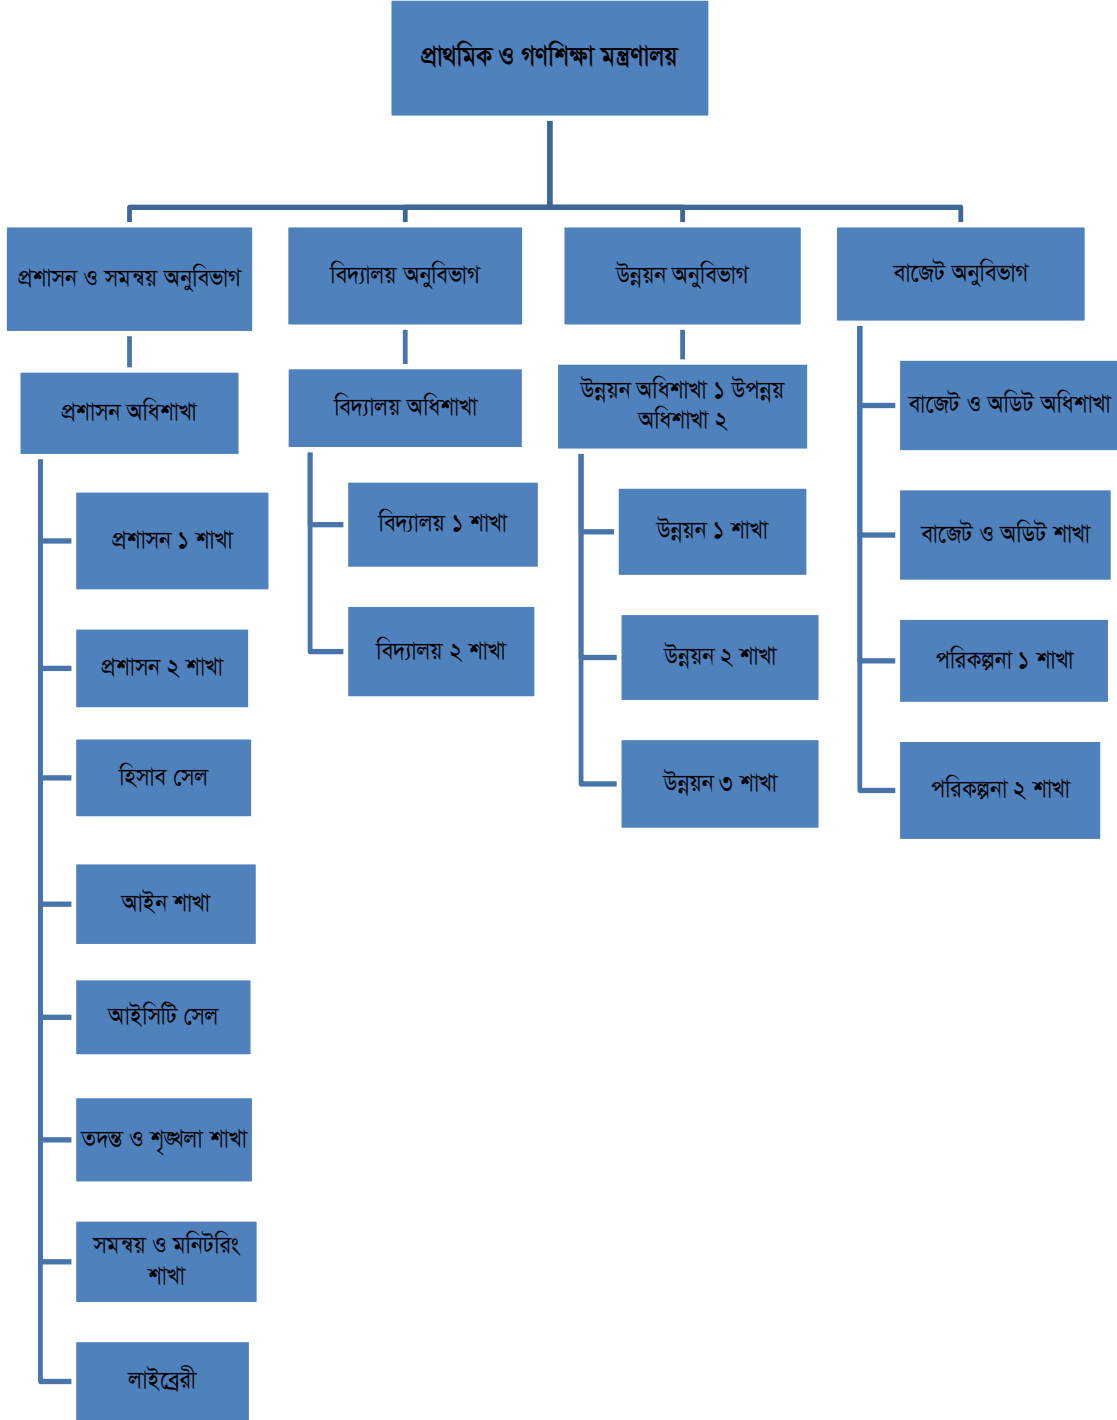 প্রাথমিক ও গণশিক্ষা মন্ত্রণালয়
প্রশাসন ও সমন্বয় অনুবিভাগ
বিদ্যালয় অনুবিভাগ
উন্নয়ন অনুবিভাগ
বাজেট অনুবিভাগ
প্রশাসন অধিশাখা
বিদ্যালয় অধিশাখা
উন্নয়ন অধিশাখা ১ উপন্নয়
অধিশাখা ২
বাজেট ও অডিট অধিশাখা
প্রশাসন ১ শাখা
বিদ্যালয় ১ শাখা
উন্নয়ন ১ শাখা
বাজেট ও অডিট শাখা
প্রশাসন ২ শাখা
বিদ্যালয় ২ শাখা
উন্নয়ন ২ শাখা
পরিকল্পনা ১ শাখা
হিসাব সেল
উন্নয়ন ৩ শাখা
পরিকল্পনা ২ শাখা
আইন শাখা
আইসিটি সেল
তদন্ত ও শৃঙ্খলা শাখা
সমন্বয় ও মনিটরিং
শাখা
লাইব্রেরী